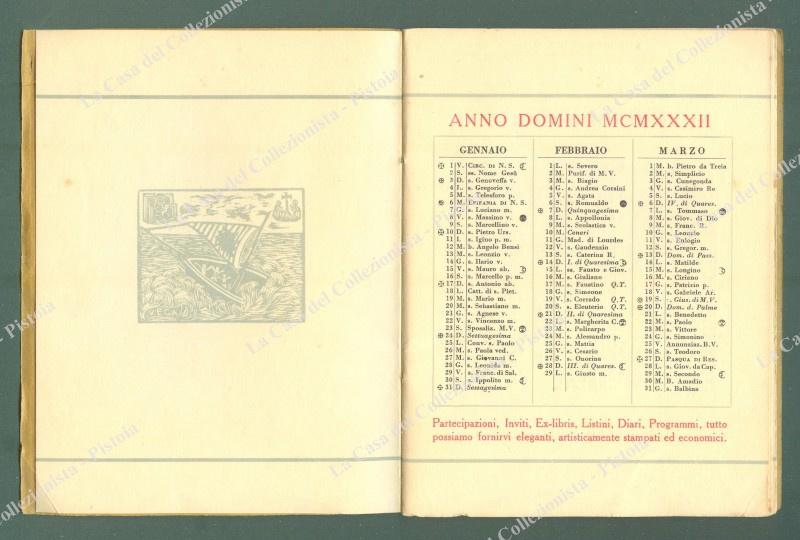 ANNO DOMINI MCMXXXII
GENNAIO
1 V. CIRC. DI N. S.
2 S. ss. Nome Gesù
3 D. s. Genoveffa v.
4 L. s. Gregorio v.
5 M. s. Telesforo p.
6 M. EPIFANIA DI N. S.
7 G. s. Luciano m.
8 V. s. Massimo v.
9 S. s. Marcellino v.
10 D. s. Pietro Urs.
11 L. s. Igino p. m.
12 M. b. Angelo Bensi
13 M. s. Leonzio v.
14 G. s. Ilario v.
15 V. s. Mauro ab.
16 S. s. Marcello p. m.
17 D. s. Antonio ab.
18 L. Catt. di s. Piet.
19 M. s. Mario m.
20 M. s. Sebastiano m.
21 G. s. Agnese v.
22 V. s. Vincenzo m.
23 S. Sposaliz. M. V.
24 D. Settuagesima
25 L. Conv. s. Paolo
26 M. s. Paola ved.
27 M. s. Giovanni C.
28 G. s. Leonida m.
29 V. s. Franc. di Sal.
30 S. s. Ippolito m.
31 D. Sessagesima
FEBBRAIO
1 L. s. Severo
2 M. Purif. di M. V.
3 M. s. Biagio
4 G. s. Andrea Corsini
5 V. s. Agata
6 S. s. Romualdo
7 D. Quinquagesima
8 L. s. Appollonia
9 M. s. Scolastica v.
10 M. Ceneri
11 G. Mad. di Lourdes
12 V. s. Gaudenzio
13 S. s. Caterina R.
14 D. I. di Quaresima
15 L. ss. Fausto e Giov.
16 M. s. Giuliano
17 M. s. Faustino Q. T.
18 G. s. Simeone
19 V. s. Corrado Q. T.
20 S. s. Eleuterio Q. T.
21 D. II. di Quaresima
22 L. s. Margherita C.
23 M. s. Policarpo
24 M. s. Alessandro p.
25 G. s. Mattia
26 V. s. Cesario
27 S. s. Onorina
28 D. III. di Quares.
29 L. s. Giusto m.
MARZO
1 M. b. Pietro da Treia
2 M. s. Simplicio
3 G. s. Cunegonda
4 V. s. Casimiro Re
5 S. s. Lucio
6 D. IV. di Quares.
7 L. s. Tommaso
8 M. s. Giov. di Dio
9 M. s. Franc. R.
10 G. s. Leoncio
11 V. s. Eulogio
12 S. s. Gregor. m.
13 D. Dom. di Pass.
14 L. s. Matilde
15 M. s. Longino
16 M. s. Ciriaco
17 G. s. Patrizio p.
18 V. s. Gabriele Ar.
19 S. s. Gius. di M. V.
20 D. Dom. d. Palme
21 L. s. Benedetto
22 M. s. Paolo
23 M. s. Vittore
24 G. s. Simonino
25 V. Annunziaz. B. V.
26 S. s. Teodoro
27 D. PASQUA DI RES.
28 L. s. Giov. da Cap.
29 M. s. Secondo
30 M. B. Amadio
31 G. s. Balbina
Partecipazioni, Inviti, Ex-libris, Listini, Diari, Programmi, tutto
possiamo fornirvi eleganti, artisticamente stampati ed economici.
La Casa del Collezionista - Pistoia